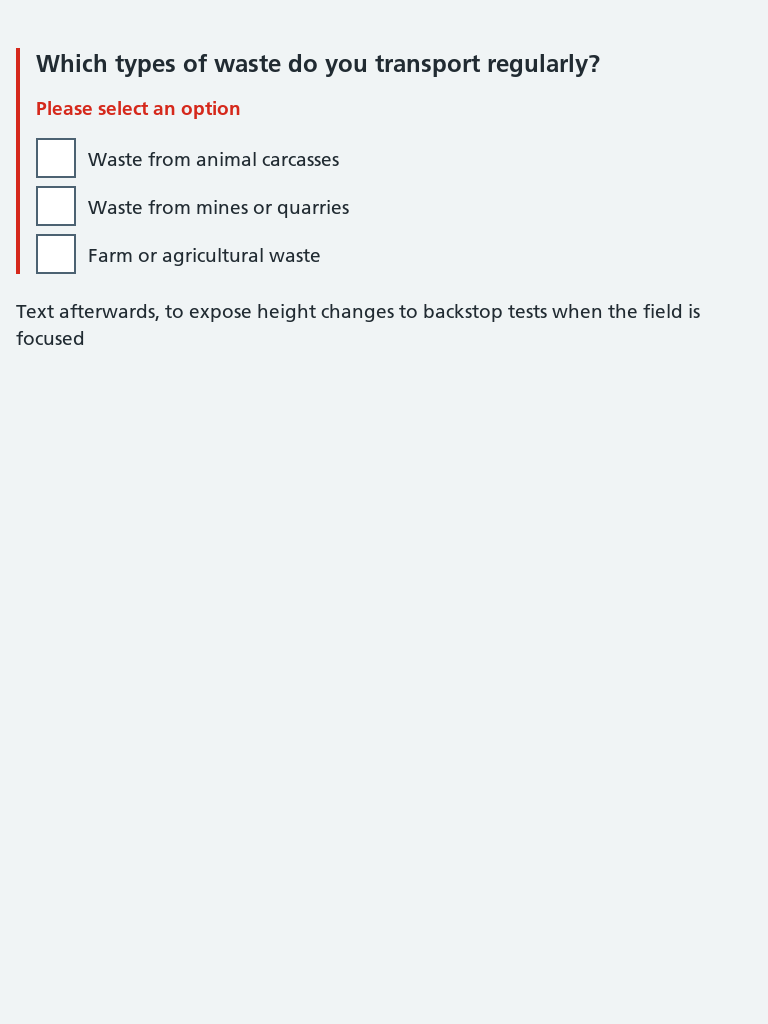 Which types of waste do you transport regularly?
Please select an option
Waste from animal carcasses
Waste from mines or quarries
Farm or agricultural waste
Text afterwards, to expose height changes to backstop tests when the field is
focused